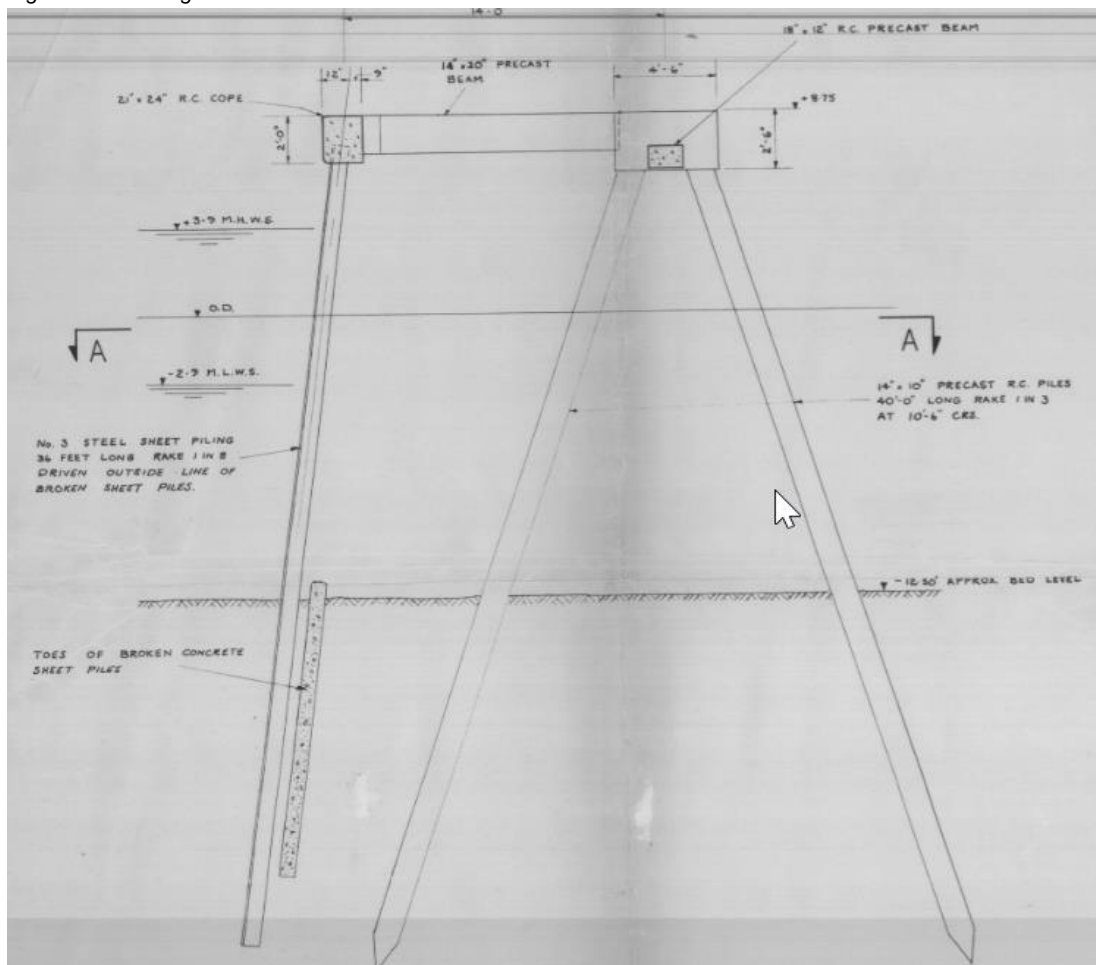 14'-0
18" x 12" R.C. PRECAST BEAM
12"
9"
14" x 20" PRECAST
BEAM
4'-6"
21" x 24" R.C. COPE
+8.75
2'-0"
2'-6"
+3.9 M.H.W.S.
O.D.
A
A
-2.9 M.L.W.S.
14" x 10" PRECAST R.C. PILES
40'-0" LONG RAKE 1 IN 3
AT 10'-6" CRS.
No. 3 STEEL SHEET PILING
36 FEET LONG RAKE 1 IN 8
DRIVEN OUTSIDE LINE OF
BROKEN SHEET PILES.
-12.50' APPROX BED LEVEL
TOES OF BROKEN CONCRETE
SHEET PILES